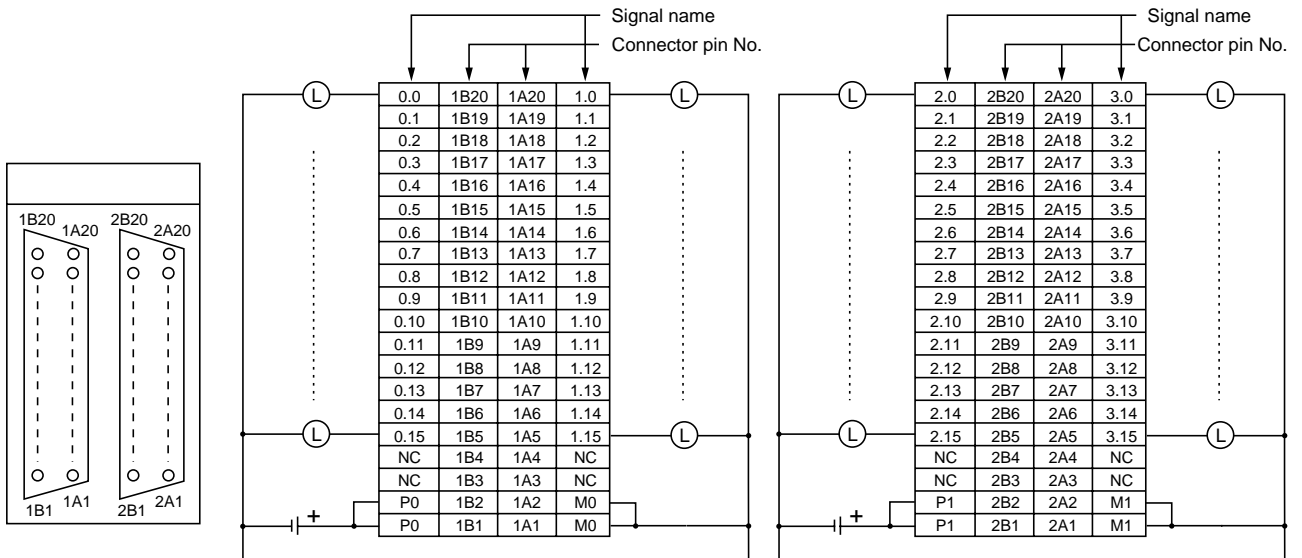 Signal name
Connector pin No.
Signal name
Connector pin No.
1B20 1A20 2B20 2A20
1B1 1A1 2B1 2A1
L 0.0 1B20 1A20 1.0 L
0.1 1B19 1A19 1.1
0.2 1B18 1A18 1.2
0.3 1B17 1A17 1.3
0.4 1B16 1A16 1.4
0.5 1B15 1A15 1.5
0.6 1B14 1A14 1.6
0.7 1B13 1A13 1.7
0.8 1B12 1A12 1.8
0.9 1B11 1A11 1.9
0.10 1B10 1A10 1.10
0.11 1B9 1A9 1.11
0.12 1B8 1A8 1.12
0.13 1B7 1A7 1.13
0.14 1B6 1A6 1.14
L 0.15 1B5 1A5 1.15 L
NC 1B4 1A4 NC
NC 1B3 1A3 NC
P0 1B2 1A2 M0
+ P0 1B1 1A1 M0
L 2.0 2B20 2A20 3.0 L
2.1 2B19 2A19 3.1
2.2 2B18 2A18 3.2
2.3 2B17 2A17 3.3
2.4 2B16 2A16 3.4
2.5 2B15 2A15 3.5
2.6 2B14 2A14 3.6
2.7 2B13 2A13 3.7
2.8 2B12 2A12 3.8
2.9 2B11 2A11 3.9
2.10 2B10 2A10 3.10
2.11 2B9 2A9 3.11
2.12 2B8 2A8 3.12
2.13 2B7 2A7 3.13
2.14 2B6 2A6 3.14
L 2.15 2B5 2A5 3.15 L
NC 2B4 2A4 NC
NC 2B3 2A3 NC
P1 2B2 2A2 M1
+ P1 2B1 2A1 M1